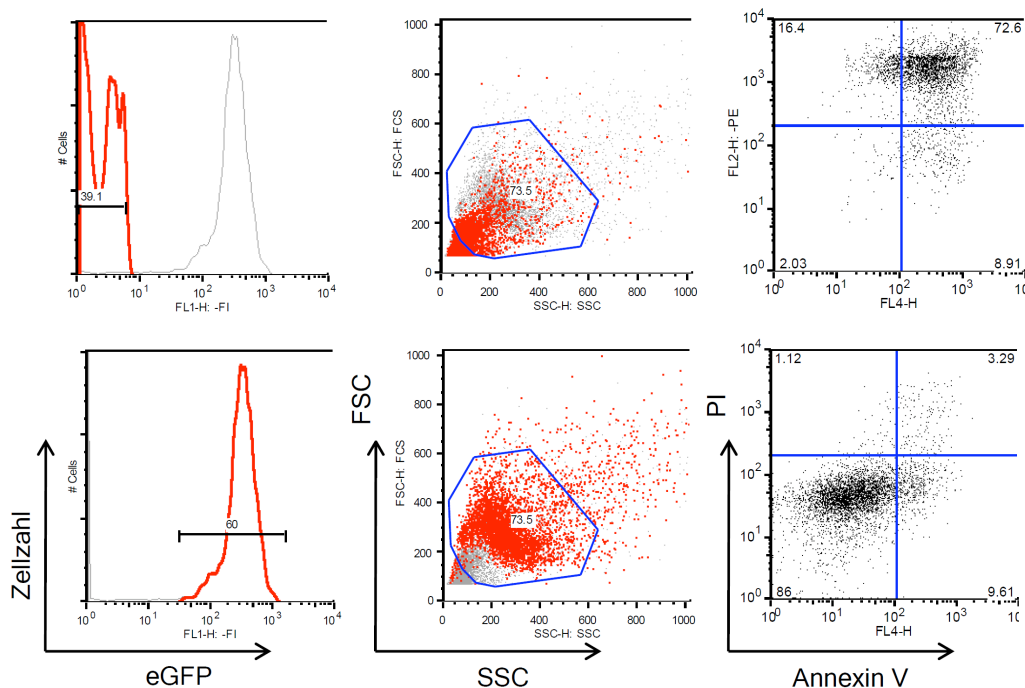 # Cells
39.1
10^0 10^1 10^2 10^3 10^4
FL1-H: -FI
1000
800
600
400
200
0
FSC-H: FCS
73.5
0 200 400 600 800 1000
SSC-H: SSC
10^4
10^3
10^2
10^1
10^0
FL2-H: -PE
16.4 72.6
2.03 8.91
10^0 10^1 10^2 10^3 10
FL4-H
Zellzahl
# Cells
60
10^0 10^1 10^2 10^3 10^4
FL1-H: -FI
eGFP
FSC
1000
800
600
400
200
0
FSC-H: FCS
73.5
0 200 400 600 800 1000
SSC-H: SSC
SSC
PI
10^4
10^3
10^2
10^1
10^0
1.12 3.29
86 9.61
10^0 10^1 10^2 10^3 10
FL4-H
Annexin V